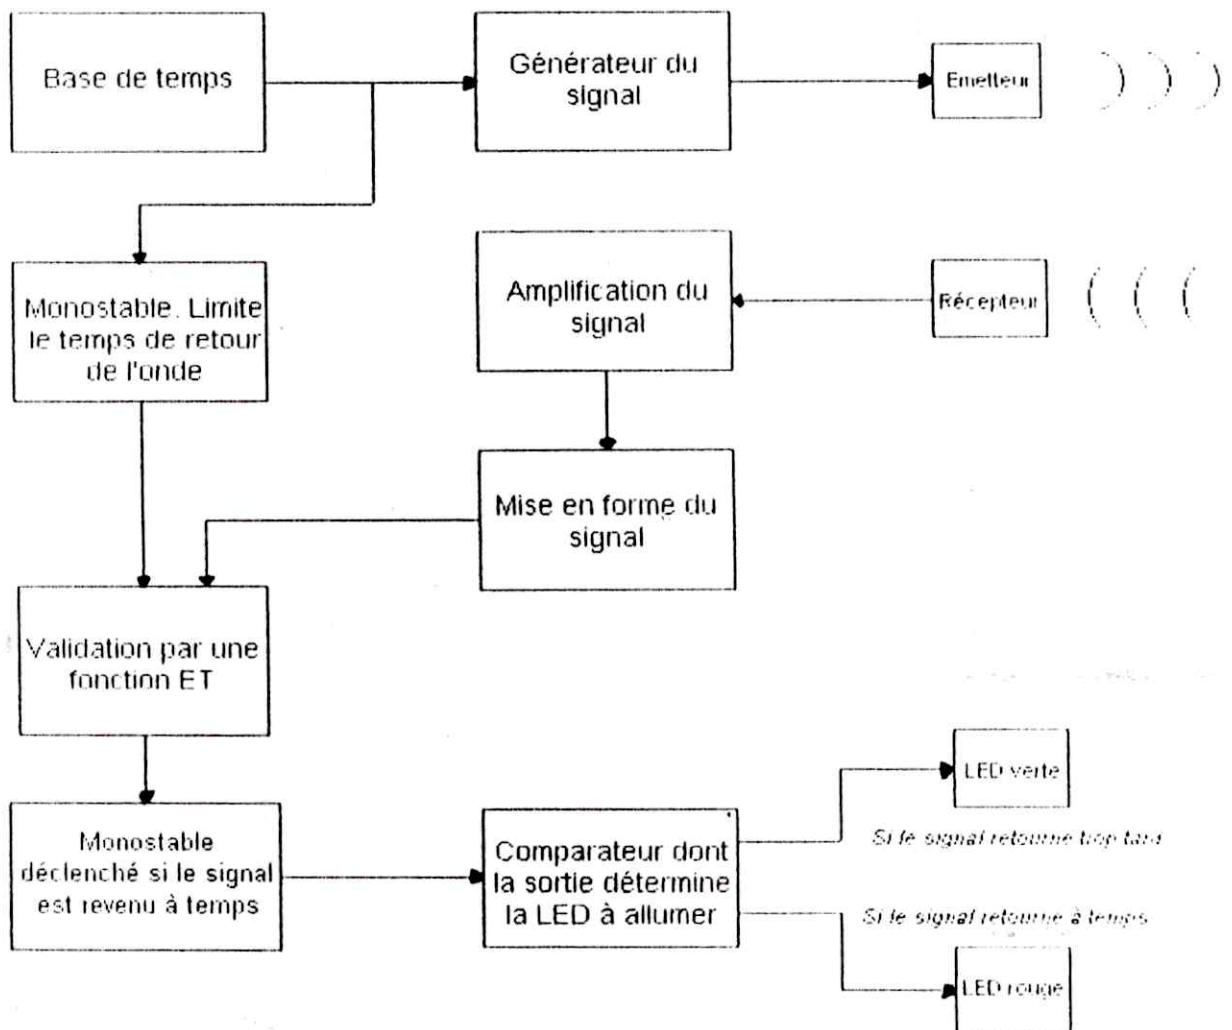 Base de temps
Générateur du
signal
Emetteur
Monostable. Limite
le temps de retour
de l'onde
Amplification du
signal
Récepteur
Mise en forme du
signal
Validation par une
fonction ET
Monostable
déclenché si le signal
est revenu à temps
Comparateur dont
la sortie détermine
la LED à allumer
LED verte
Si le signal retourne trop tard
Si le signal retourne à temps
LED rouge